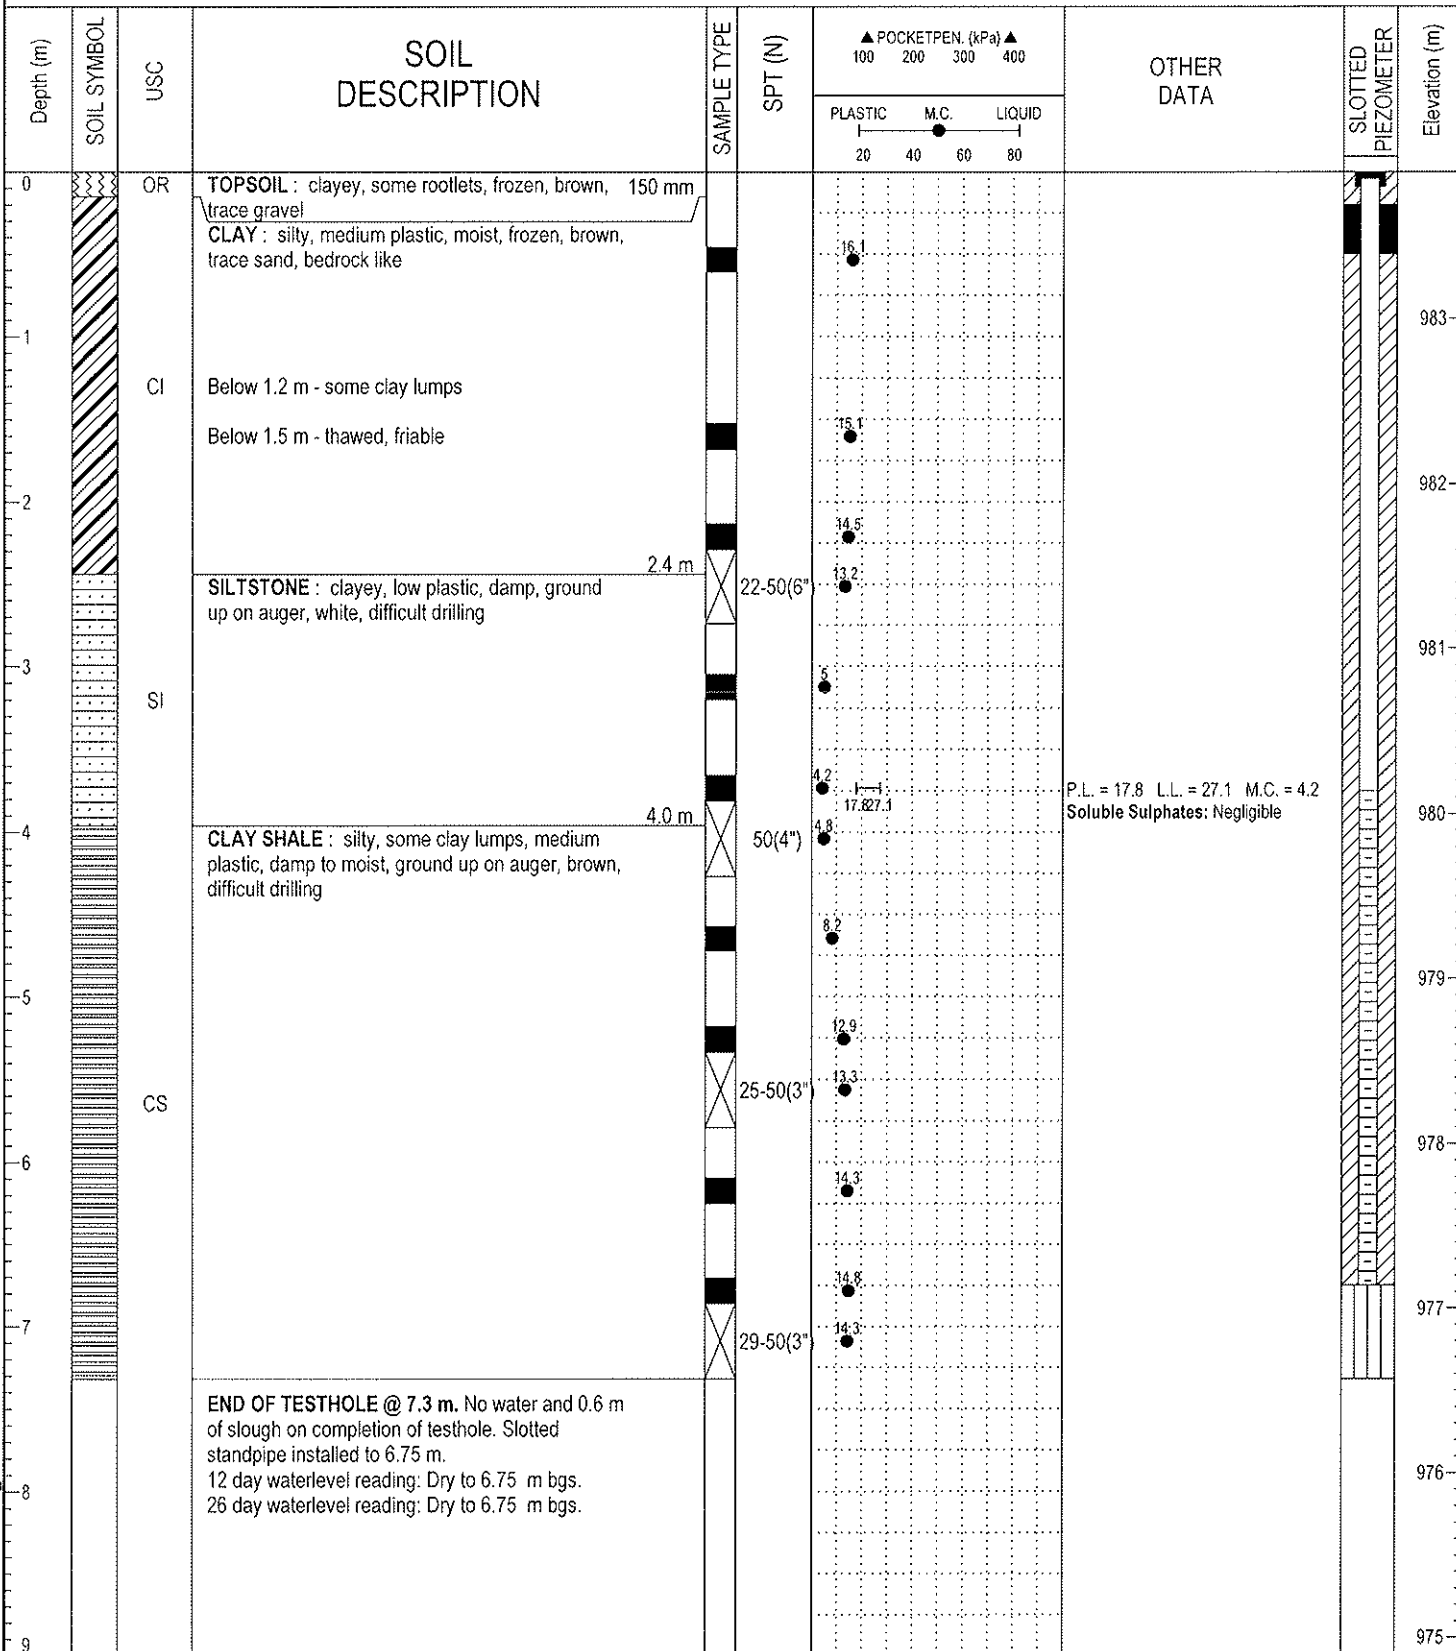 Depth (m)
SOIL SYMBOL
USC
SOIL
DESCRIPTION
SAMPLE TYPE
SPT (N)
▲ POCKETPEN. (kPa) ▲
100 200 300 400
PLASTIC M.C. LIQUID
20 40 60 80
OTHER
DATA
SLOTTED
PIEZOMETER
Elevation (m)
0
OR
TOPSOIL : clayey, some rootlets, frozen, brown, 150 mm
trace gravel
CLAY : silty, medium plastic, moist, frozen, brown,
trace sand, bedrock like
16.1
983
1
CI
Below 1.2 m - some clay lumps
Below 1.5 m - thawed, friable
15.1
982
2
14.5
2.4 m
SILTSTONE : clayey, low plastic, damp, ground
up on auger, white, difficult drilling
22-50(6")
13.2
981
3
5
SI
4.2
17.8 27.1
P.L. = 17.8 L.L. = 27.1 M.C. = 4.2
Soluble Sulphates: Negligible
980
4.0 m
4
CLAY SHALE : silty, some clay lumps, medium
plastic, damp to moist, ground up on auger, brown,
difficult drilling
50(4")
4.8
8.2
979
5
12.9
25-50(3")
13.3
CS
978
6
14.3
14.8
977
7
29-50(3")
14.3
END OF TESTHOLE @ 7.3 m. No water and 0.6 m
of slough on completion of testhole. Slotted
standpipe installed to 6.75 m.
12 day waterlevel reading: Dry to 6.75 m bgs.
26 day waterlevel reading: Dry to 6.75 m bgs.
976
8
975
9